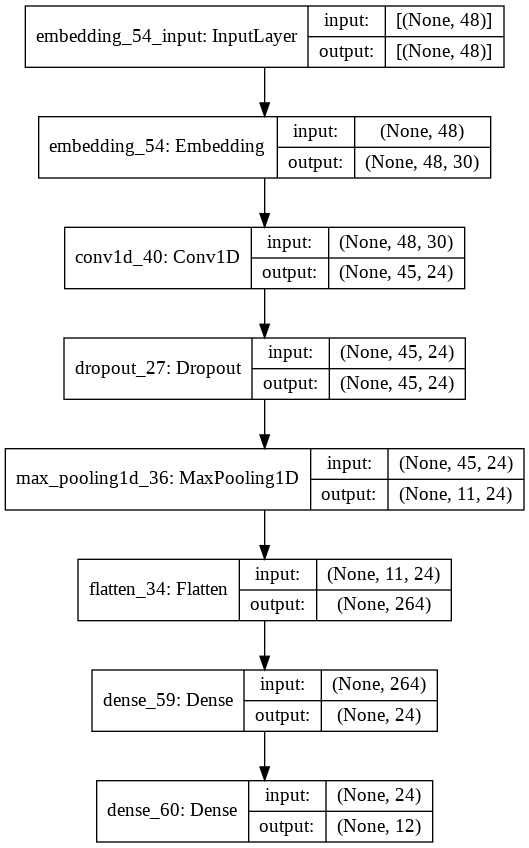 embedding_54_input: InputLayer
input: [(None, 48)]
output: [(None, 48)]
embedding_54: Embedding
input: (None, 48)
output: (None, 48, 30)
conv1d_40: Conv1D
input: (None, 48, 30)
output: (None, 45, 24)
dropout_27: Dropout
input: (None, 45, 24)
output: (None, 45, 24)
max_pooling1d_36: MaxPooling1D
input: (None, 45, 24)
output: (None, 11, 24)
flatten_34: Flatten
input: (None, 11, 24)
output: (None, 264)
dense_59: Dense
input: (None, 264)
output: (None, 24)
dense_60: Dense
input: (None, 24)
output: (None, 12)